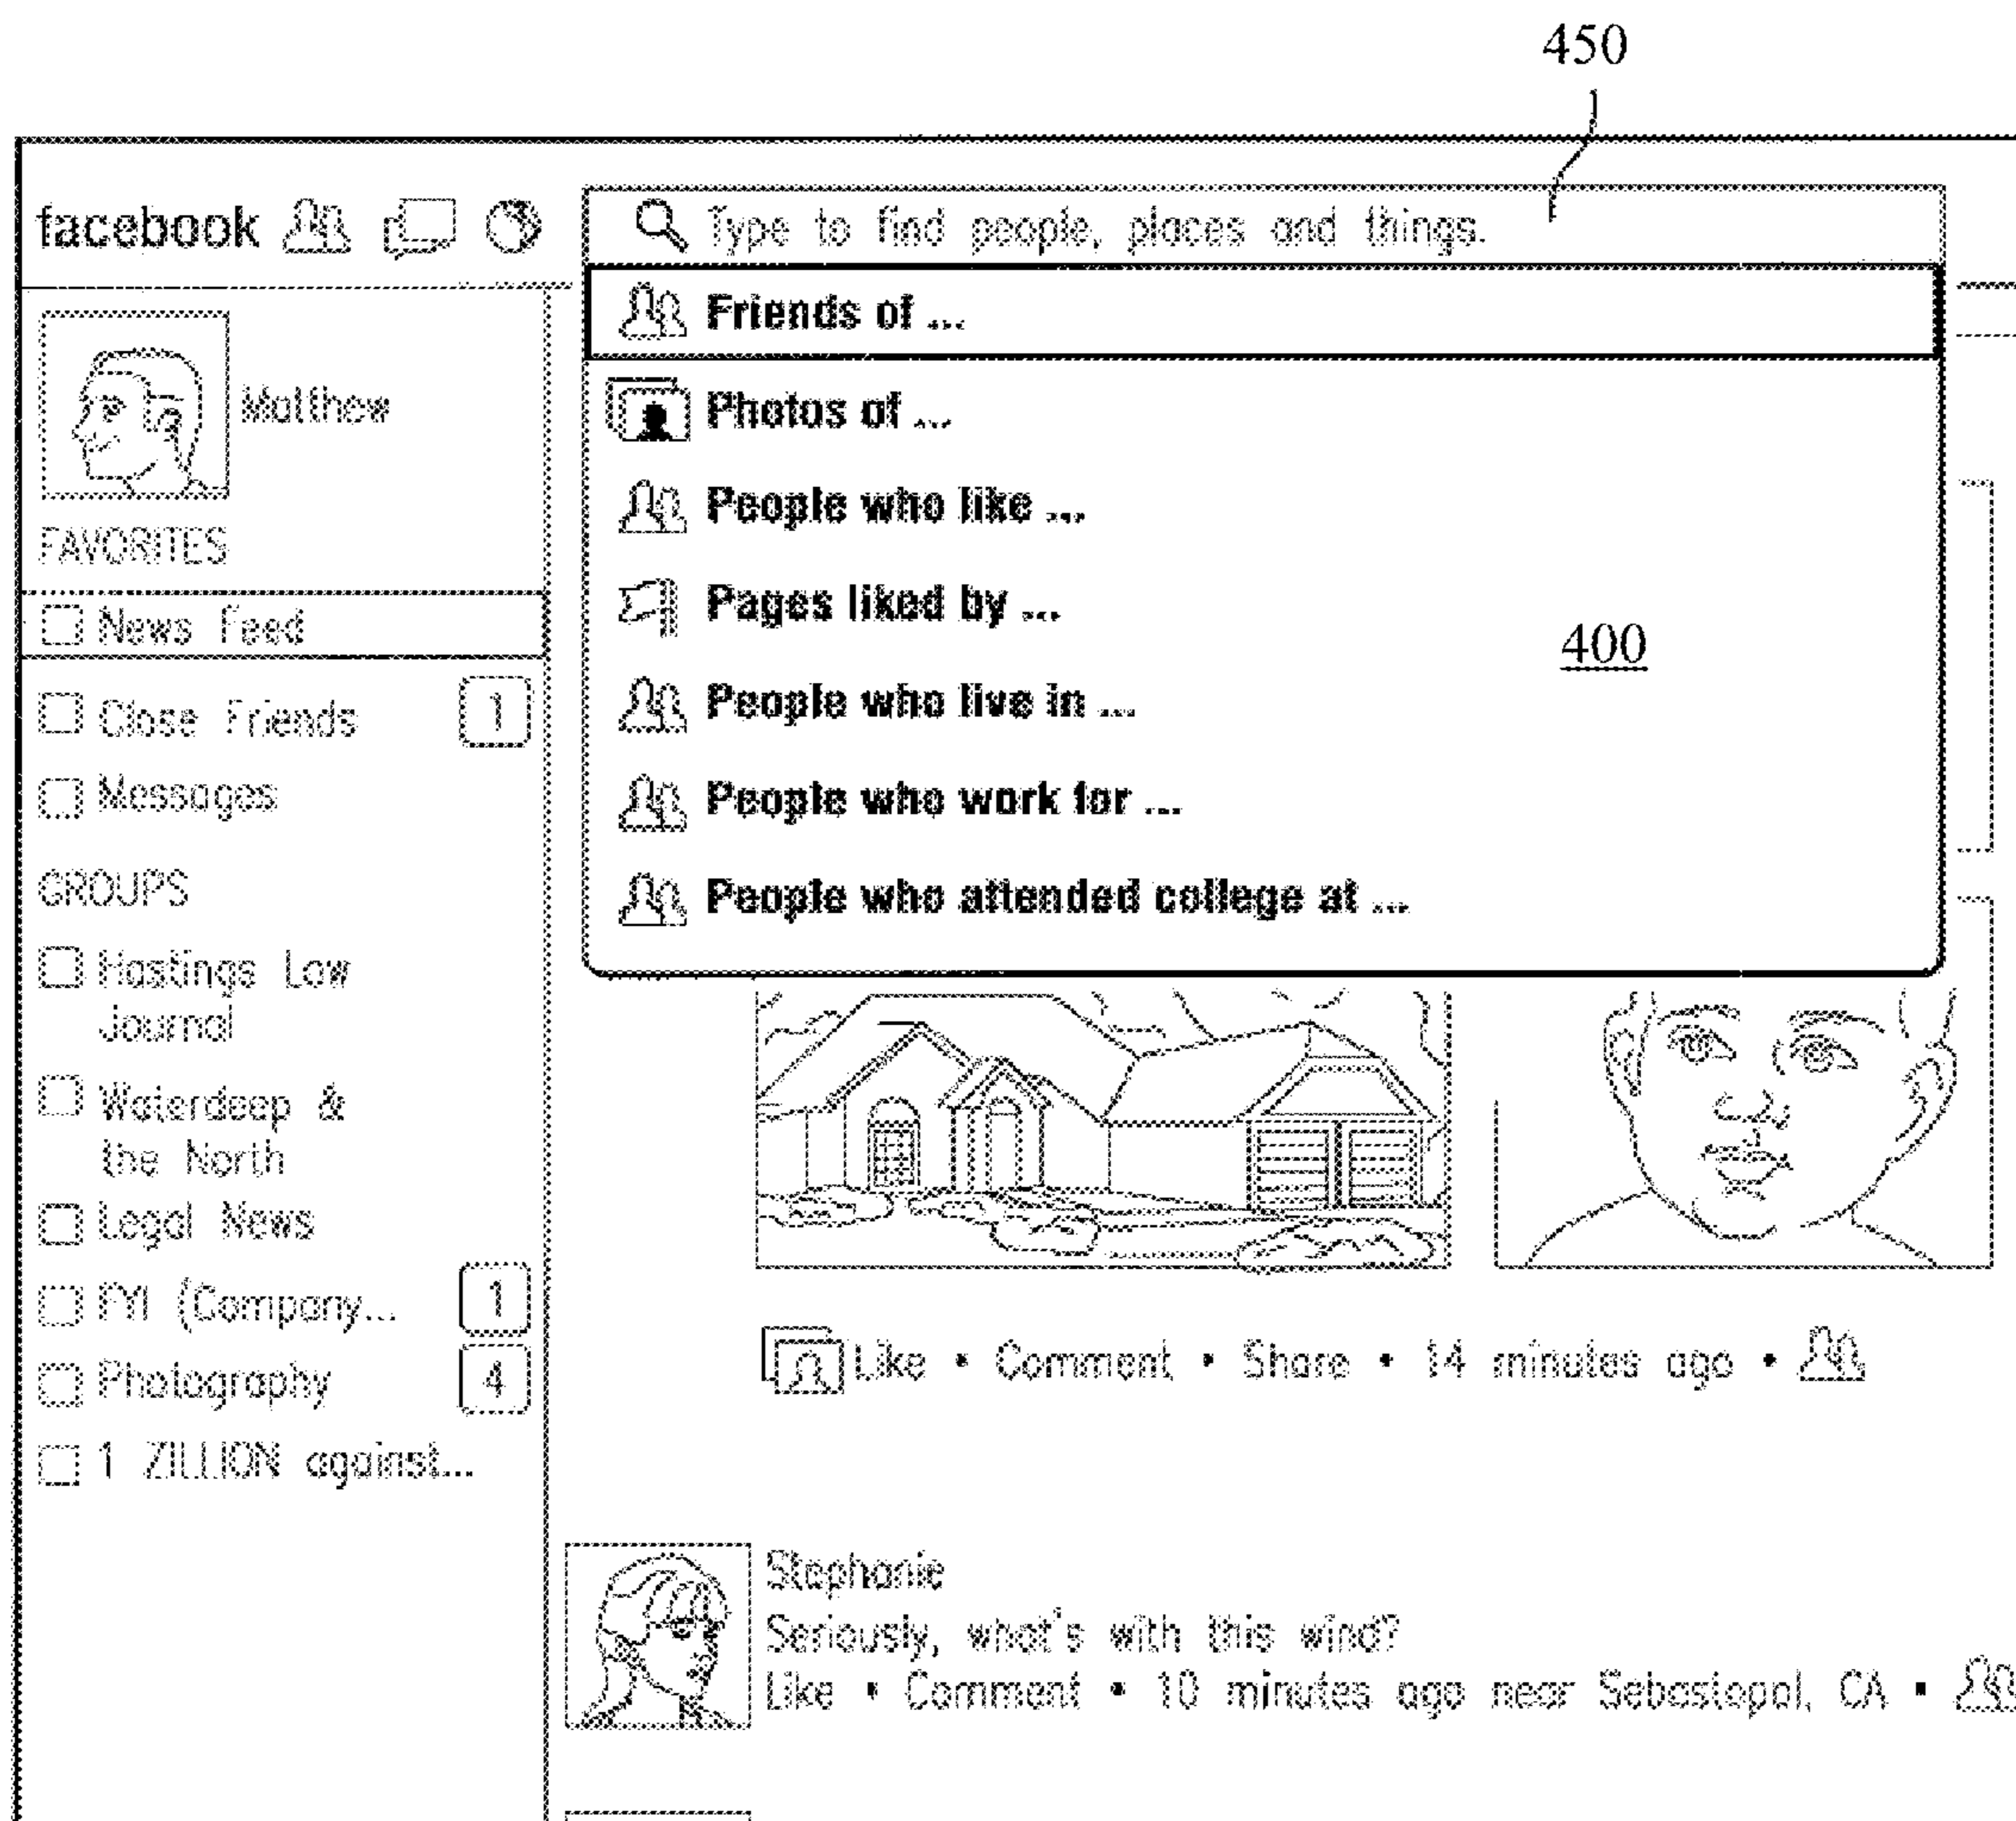 450
facebook
Type to find people, places and things.
Friends of ...
Photos of ...
People who like ...
Pages liked by ...
400
People who live in ...
People who work for ...
People who attended college at ...
Matthew
FAVORITES
News Feed
Close Friends 1
Messages
GROUPS
Hastings Law
Journal
Waterdeep &
the North
Legal News
FYI (Company... 1
Photography 4
1 ZILLION against...
Like • Comment • Share • 14 minutes ago •
Stephanie
Seriously, what's with this wind?
Like • Comment • 10 minutes ago near Sebastopol, CA •